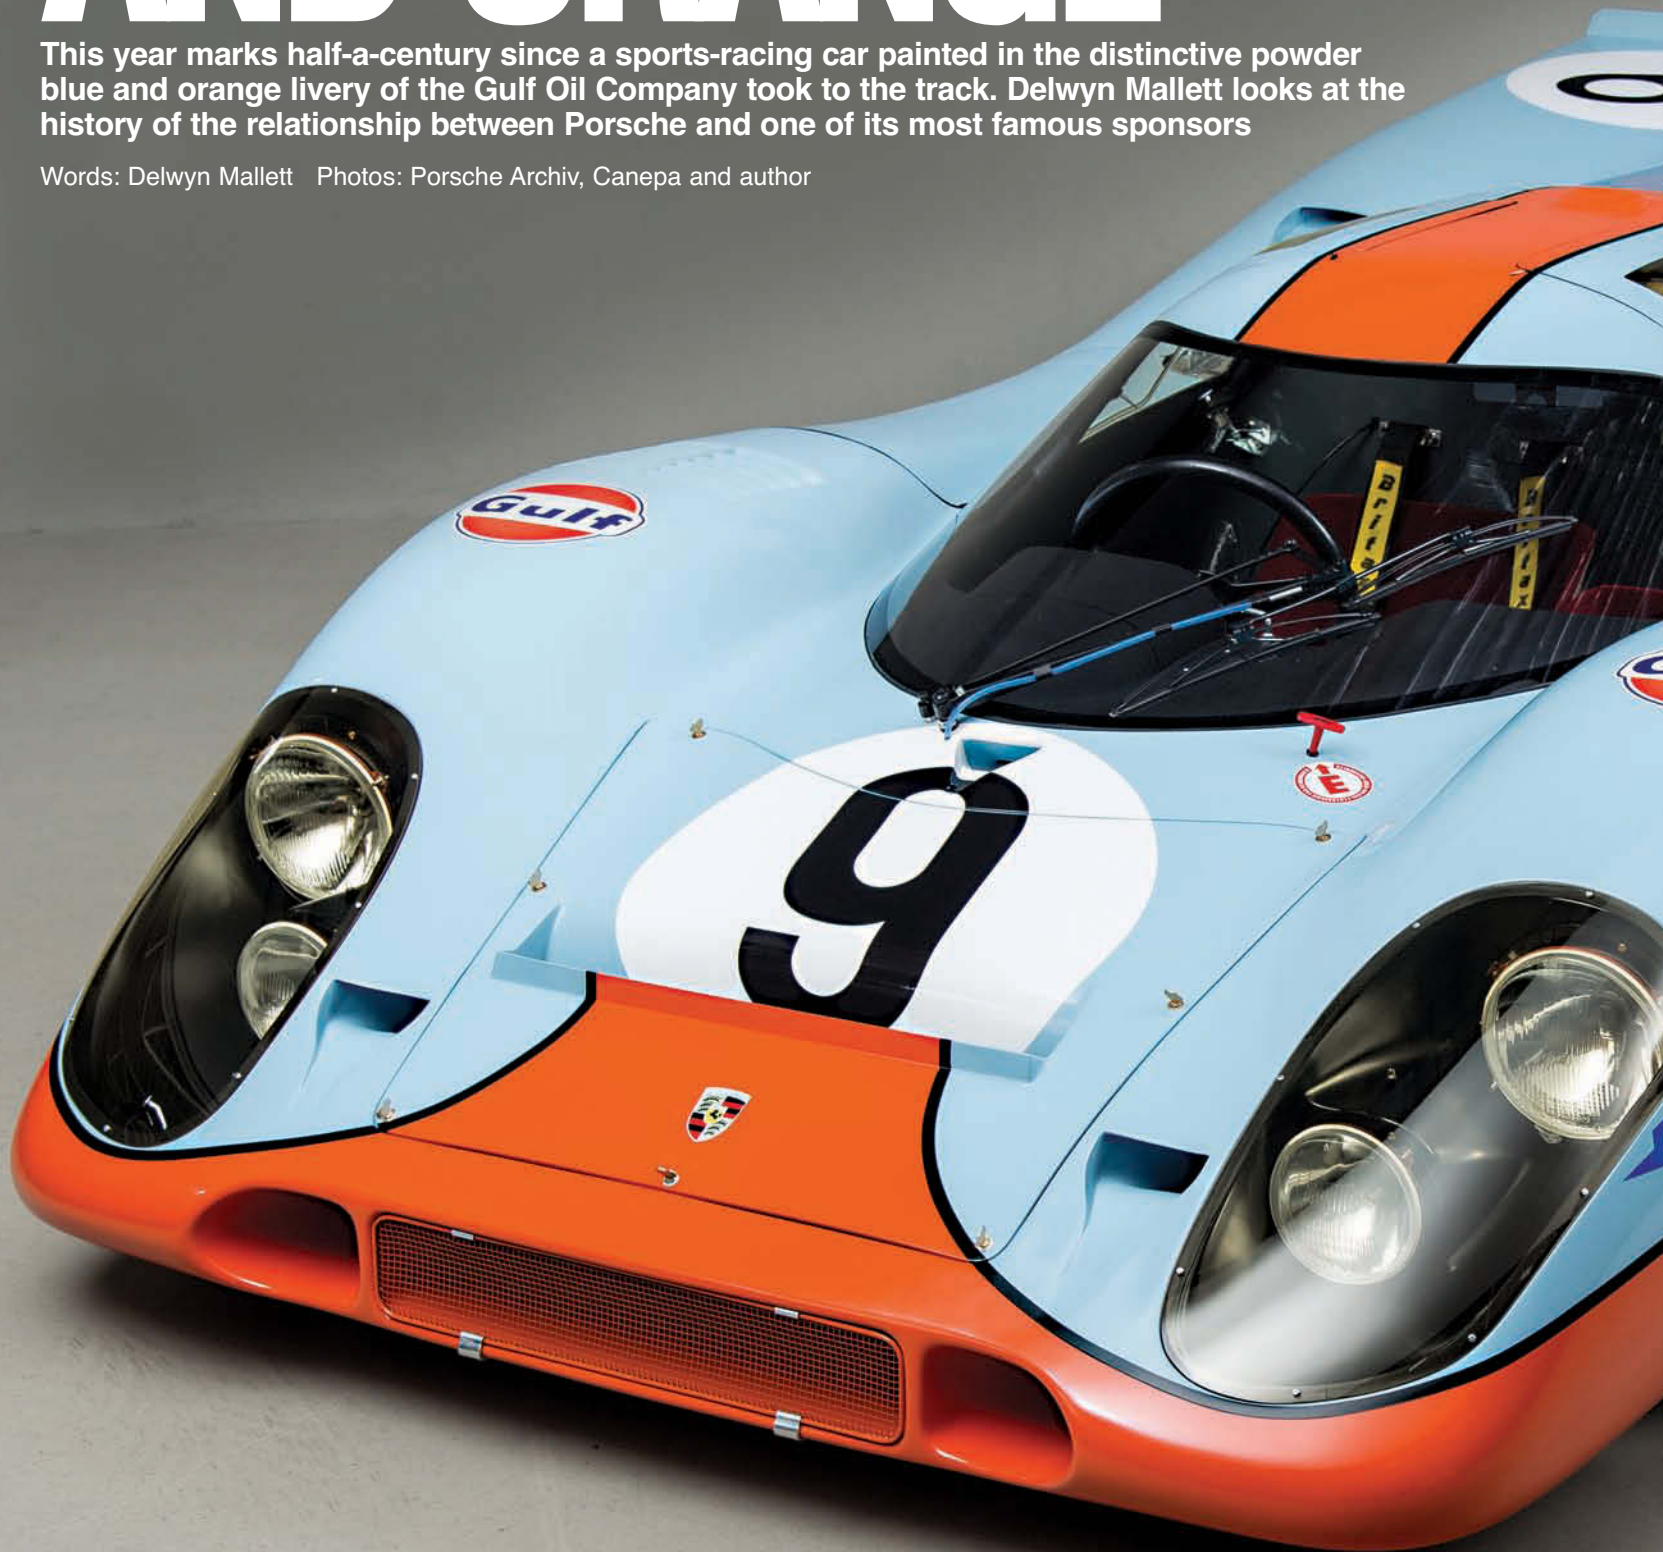 AND ORANGE
This year marks half-a-century since a sports-racing car painted in the distinctive powder
blue and orange livery of the Gulf Oil Company took to the track. Delwyn Mallett looks at the
history of the relationship between Porsche and one of its most famous sponsors
Words: Delwyn Mallett Photos: Porsche Archiv, Canepa and author
Gulf
9
E